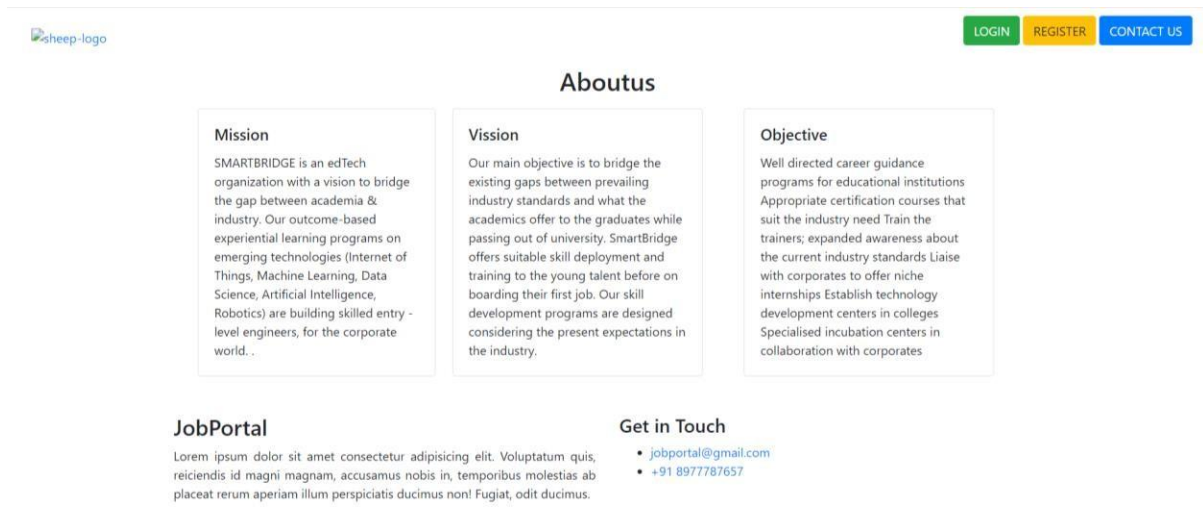 sheep-logo
LOGIN
REGISTER
CONTACT US
Aboutus
Mission
SMARTBRIDGE is an edTech
organization with a vision to bridge
the gap between academia &
industry. Our outcome-based
experiential learning programs on
emerging technologies (Internet of
Things, Machine Learning, Data
Science, Artificial Intelligence,
Robotics) are building skilled entry -
level engineers, for the corporate
world. .
Vission
Our main objective is to bridge the
existing gaps between prevailing
industry standards and what the
academics offer to the graduates while
passing out of university. SmartBridge
offers suitable skill deployment and
training to the young talent before on
boarding their first job. Our skill
development programs are designed
considering the present expectations in
the industry.
Objective
Well directed career guidance
programs for educational institutions
Appropriate certification courses that
suit the industry need Train the
trainers; expanded awareness about
the current industry standards Liaise
with corporates to offer niche
internships Establish technology
development centers in colleges
Specialised incubation centers in
collaboration with corporates
JobPortal
Lorem ipsum dolor sit amet consectetur adipisicing elit. Voluptatum quis,
reiciendis id magni magnam, accusamus nobis in, temporibus molestias ab
placeat rerum aperiam illum perspiciatis ducimus non! Fugiat, odit ducimus.
Get in Touch
• jobportal@gmail.com
• +91 8977787657